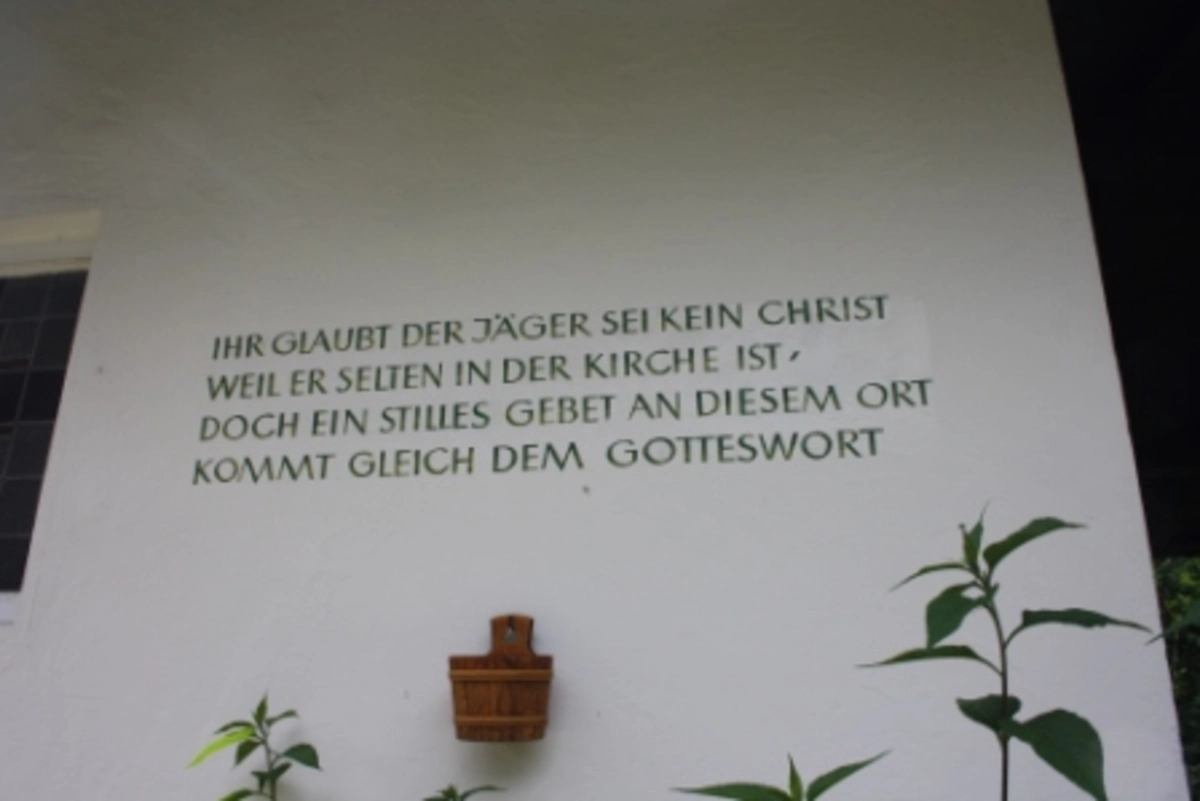 IHR GLAUBT DER JÄGER SEI KEIN CHRIST
WEIL ER SELTEN IN DER KIRCHE IST,
DOCH EIN STILLES GEBET AN DIESEM ORT
KOMMT GLEICH DEM GOTTESWORT